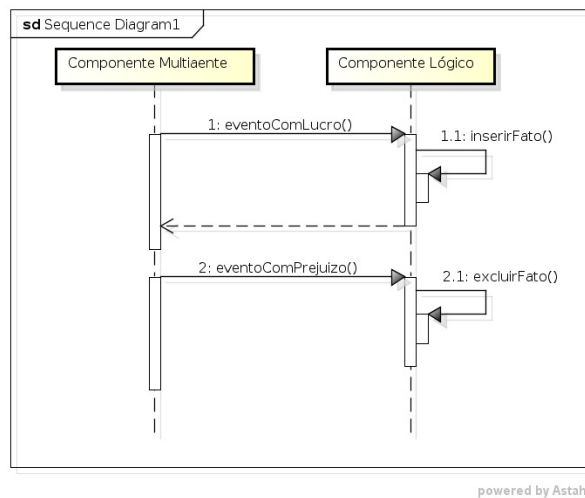 sd Sequence Diagram1
Componente Multiaente
Componente Lógico
1: eventoComLucro()
1.1: inserirFato()
2: eventoComPrejuizo()
2.1: excluirFato()
powered by Astah